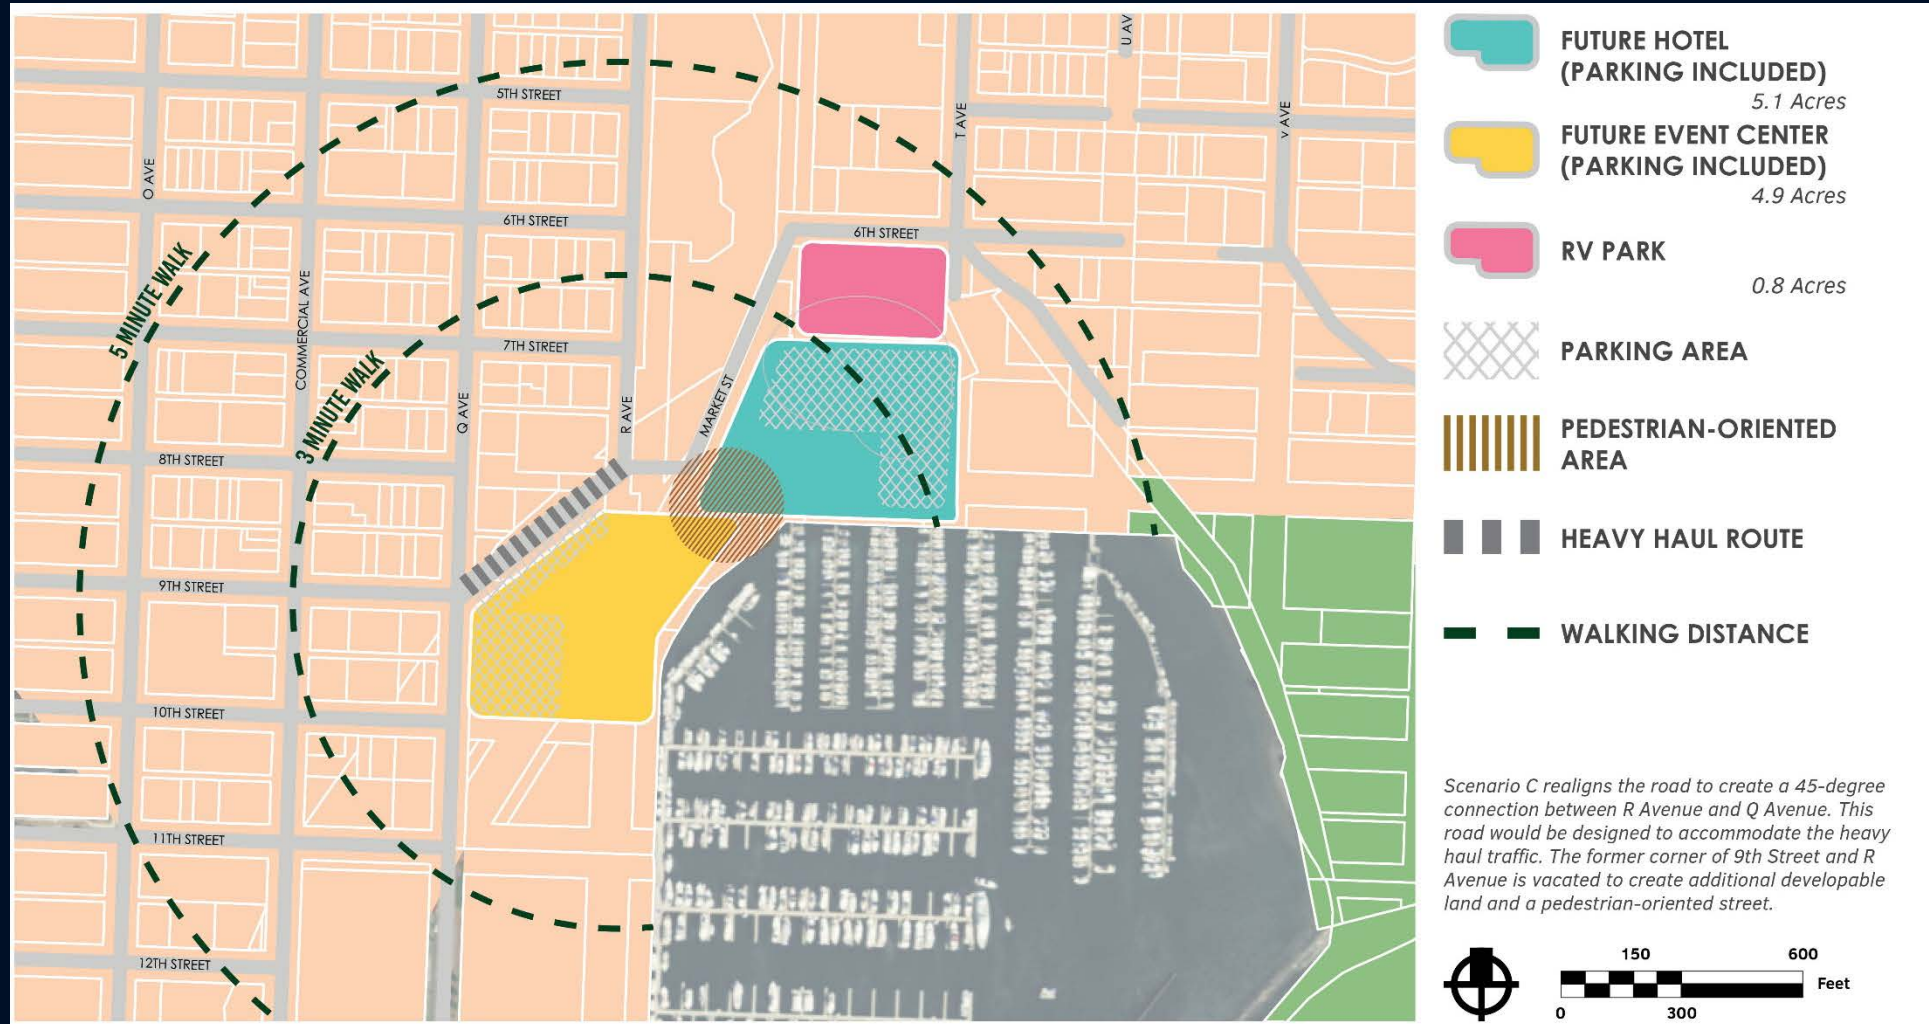 U AV
5TH STREET
T AVE
V AVE
O AVE
6TH STREET
6TH STREET
5 MINUTE WALK
COMMERCIAL AVE
7TH STREET
3 MINUTE WALK
Q AVE
R AVE
MARKET ST
8TH STREET
9TH STREET
10TH STREET
11TH STREET
12TH STREET
FUTURE HOTEL
(PARKING INCLUDED)
5.1 Acres
FUTURE EVENT CENTER
(PARKING INCLUDED)
4.9 Acres
RV PARK
0.8 Acres
PARKING AREA
PEDESTRIAN-ORIENTED
AREA
HEAVY HAUL ROUTE
WALKING DISTANCE
Scenario C realigns the road to create a 45-degree
connection between R Avenue and Q Avenue. This
road would be designed to accommodate the heavy
haul traffic. The former corner of 9th Street and R
Avenue is vacated to create additional developable
land and a pedestrian-oriented street.
150 600
Feet
0 300